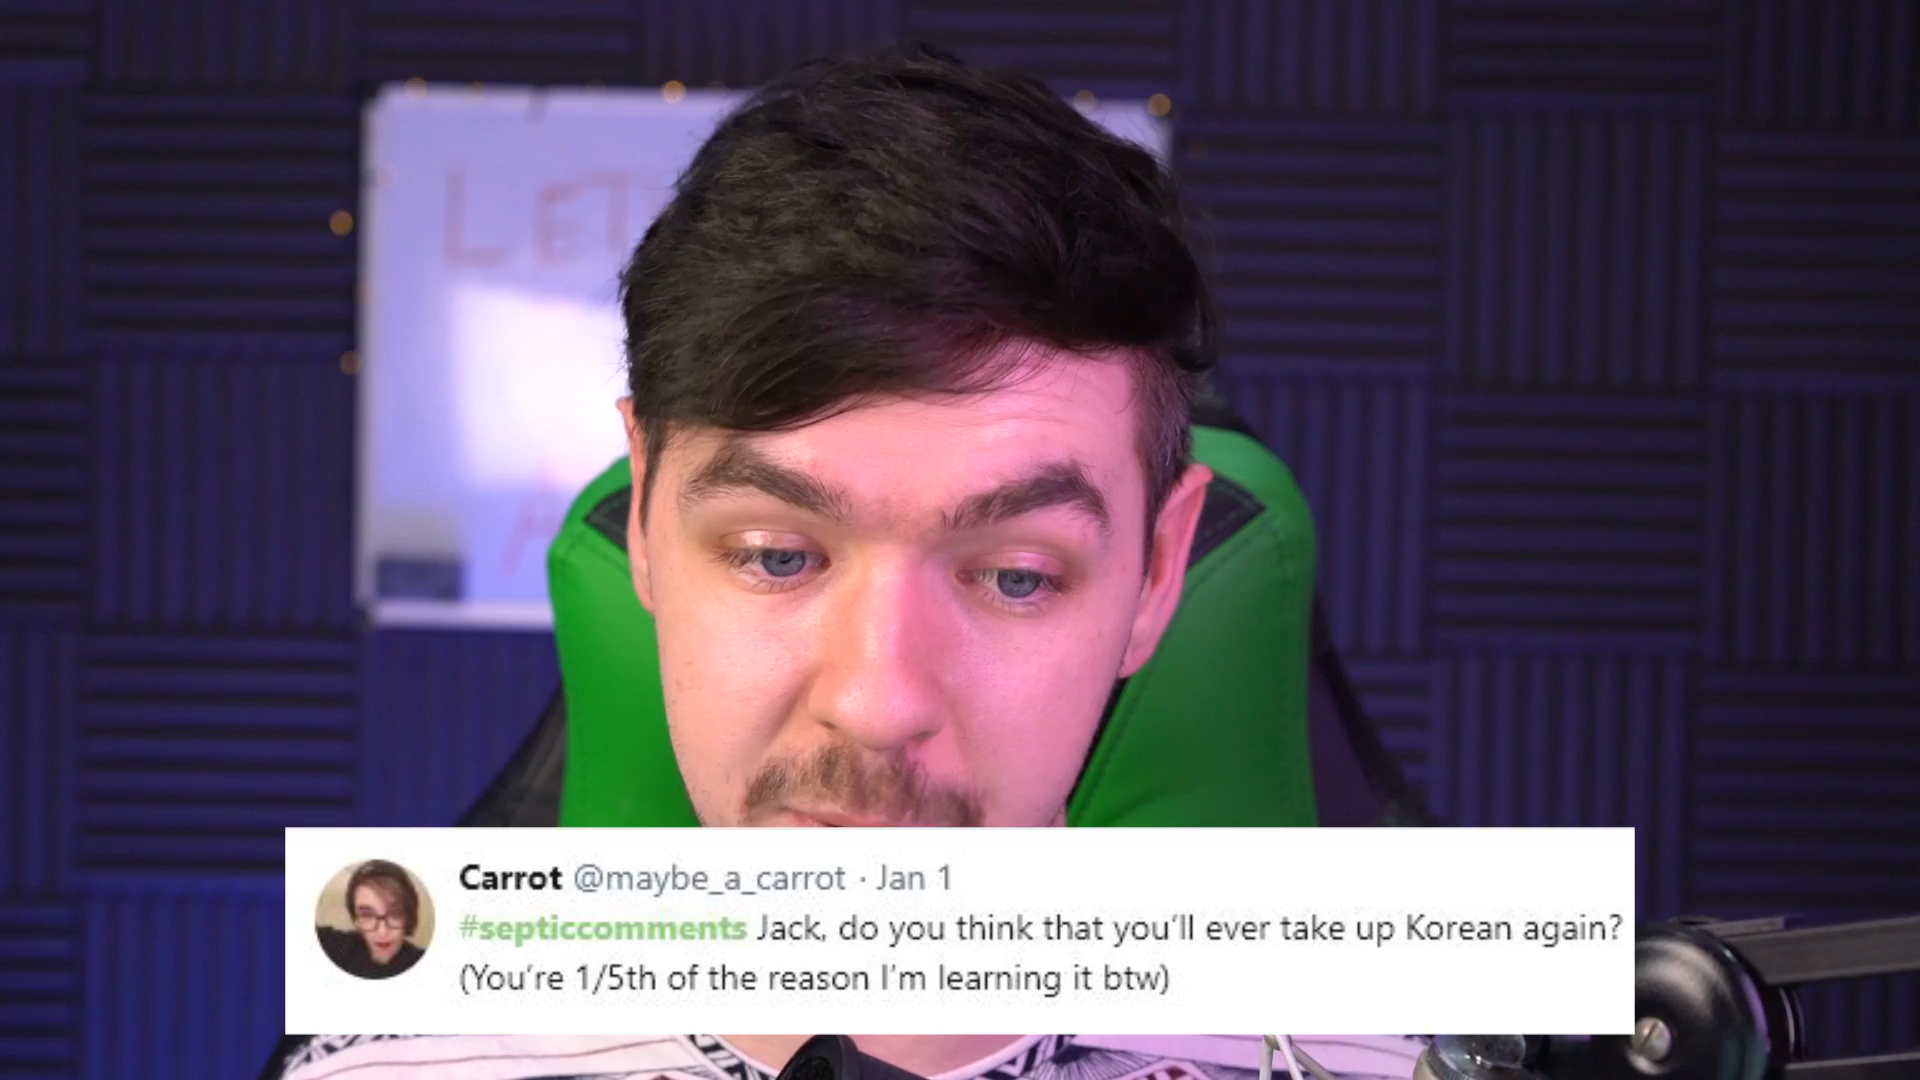 LET
Carrot @maybe_a_carrot · Jan 1
#septiccomments Jack, do you think that you'll ever take up Korean again?
(You're 1/5th of the reason I'm learning it btw)